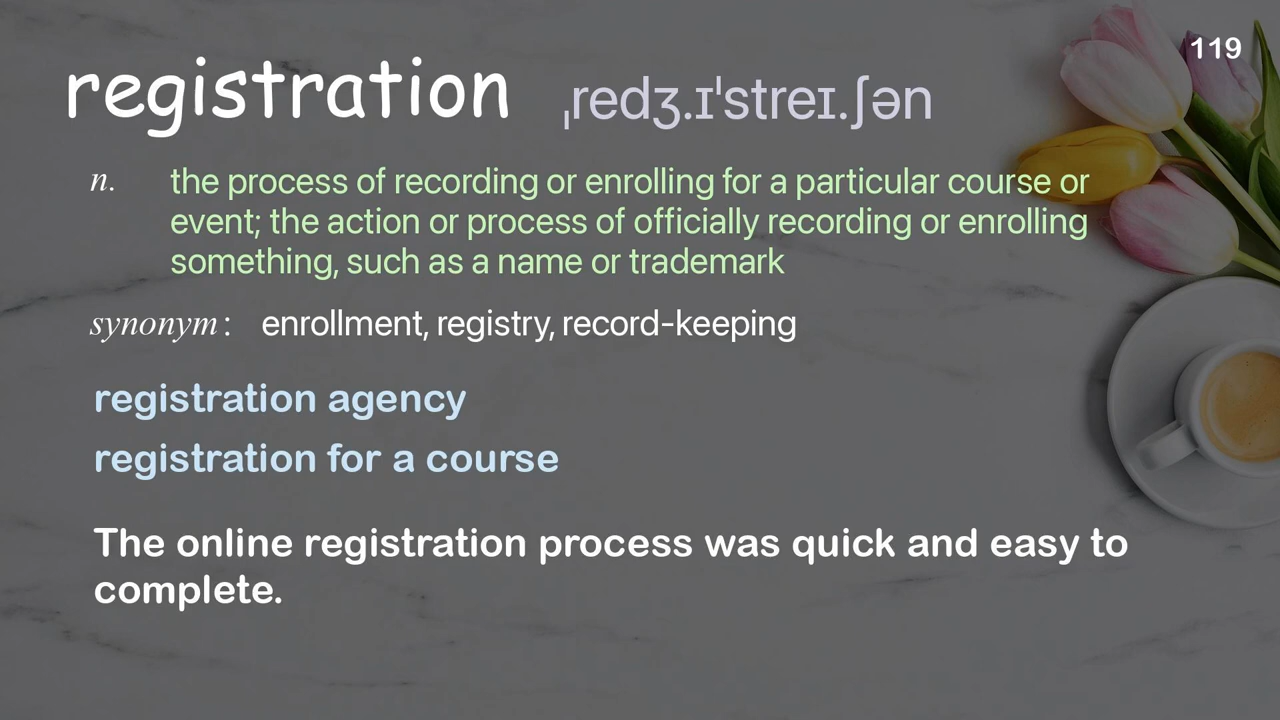 119
registration ˌredʒ.ɪˈstreɪ.ʃən
n. the process of recording or enrolling for a particular course or
event; the action or process of officially recording or enrolling
something, such as a name or trademark
synonym: enrollment, registry, record-keeping
registration agency
registration for a course
The online registration process was quick and easy to
complete.